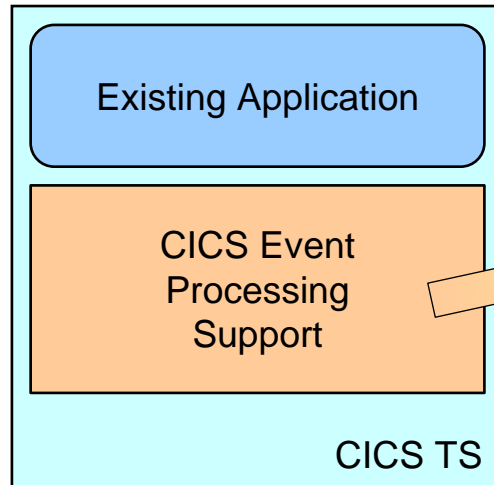 Existing Application
CICS Event
Processing
Support
CICS TS